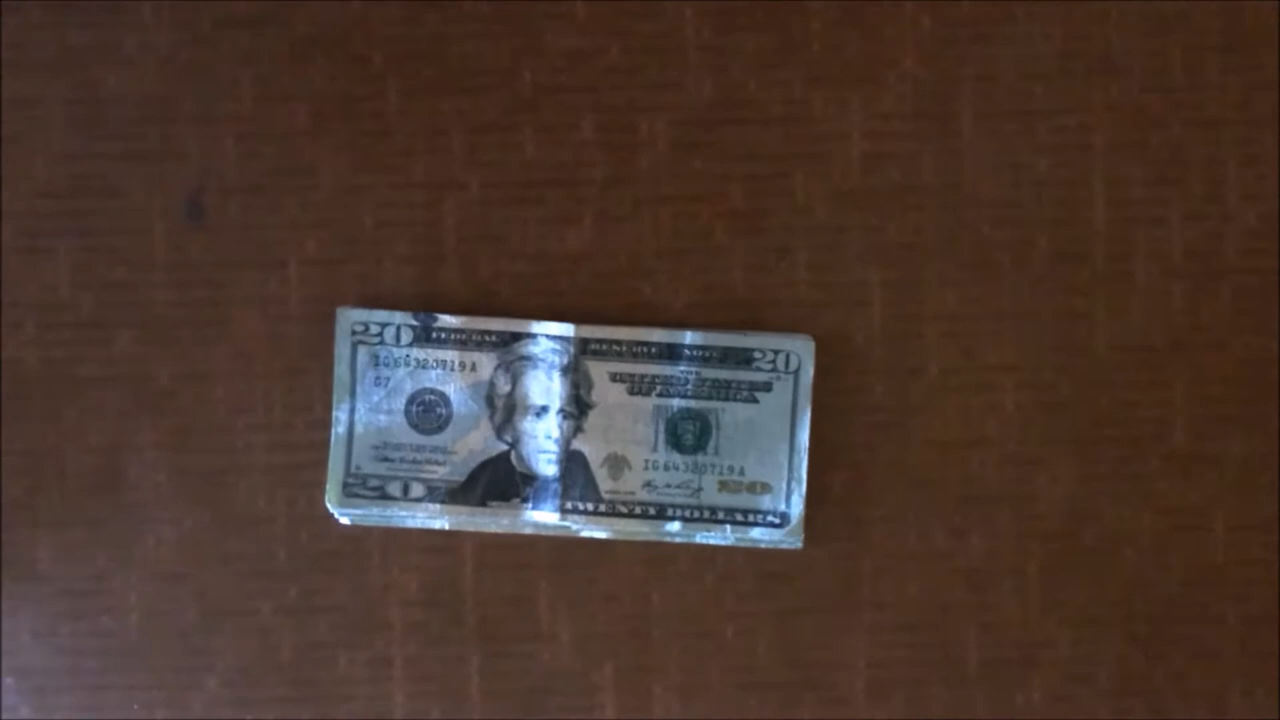 20 FEDERAL RESERVE NOTE 20
IG 64320719 A
G7
THE
UNITED STATES
OF AMERICA
IG 64320719 A
20 TWENTY DOLLARS 20